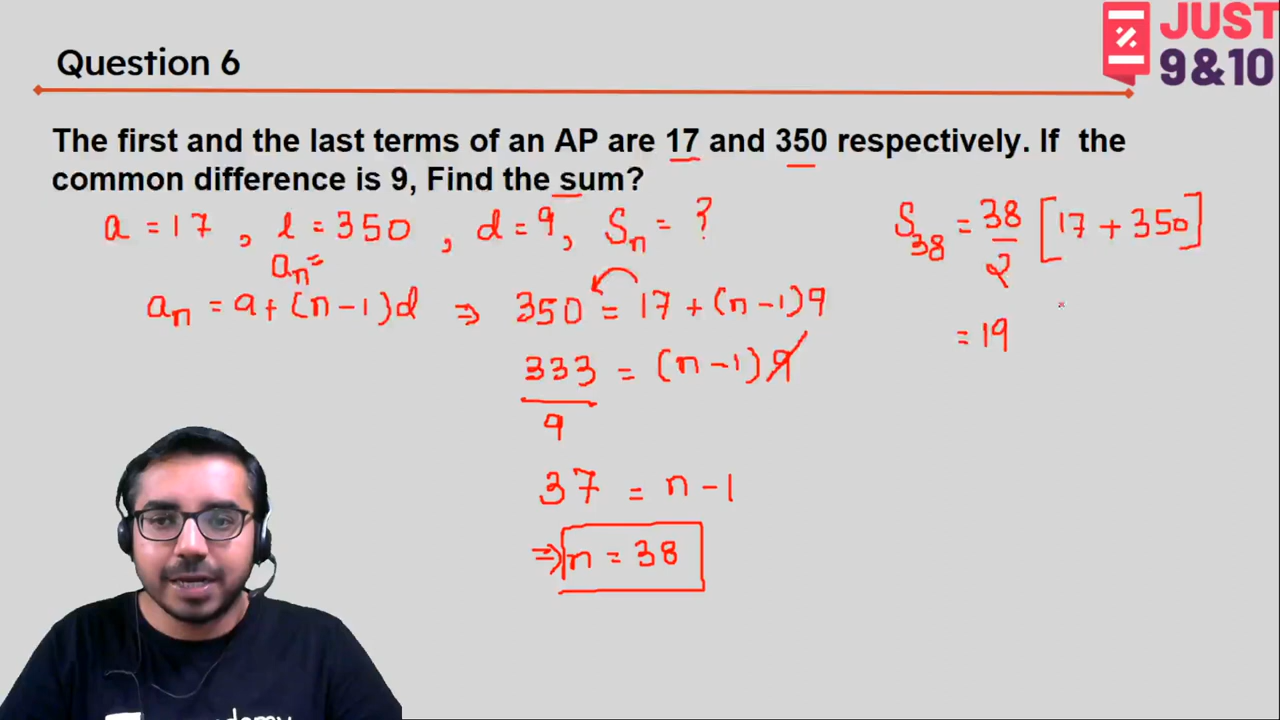 Question 6
JUST
9&10
The first and the last terms of an AP are 17 and 350 respectively. If the
common difference is 9, Find the sum?
a = 17 , l = 350 , d = 9, Sn = ?
an =
an = a + (n - 1) d ⇒ 350 = 17 + (n - 1) 9
333 = (n - 1) 9
9
37 = n - 1
⇒ n = 38
S38 = 38/2 [17 + 350]
= 19